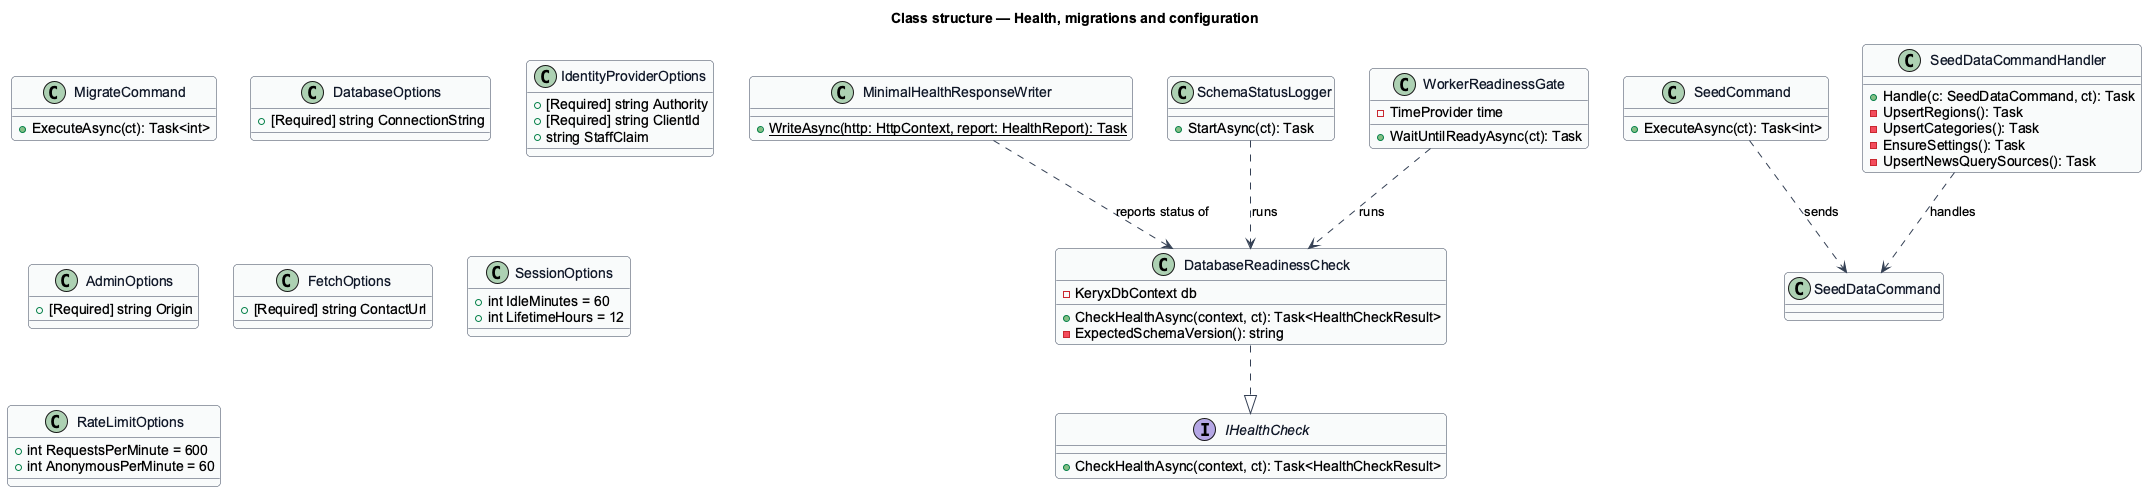 Class structure — Health, migrations and configuration
C MigrateCommand
ExecuteAsync(ct): Task<int>
C DatabaseOptions
[Required] string ConnectionString
C IdentityProviderOptions
[Required] string Authority
[Required] string ClientId
string StaffClaim
C MinimalHealthResponseWriter
WriteAsync(http: HttpContext, report: HealthReport): Task
C SchemaStatusLogger
StartAsync(ct): Task
C WorkerReadinessGate
TimeProvider time
WaitUntilReadyAsync(ct): Task
C SeedCommand
ExecuteAsync(ct): Task<int>
C SeedDataCommandHandler
Handle(c: SeedDataCommand, ct): Task
UpsertRegions(): Task
UpsertCategories(): Task
EnsureSettings(): Task
UpsertNewsQuerySources(): Task
reports status of
runs
runs
sends
handles
C AdminOptions
[Required] string Origin
C FetchOptions
[Required] string ContactUrl
C SessionOptions
int IdleMinutes = 60
int LifetimeHours = 12
C DatabaseReadinessCheck
KeryxDbContext db
CheckHealthAsync(context, ct): Task<HealthCheckResult>
ExpectedSchemaVersion(): string
C SeedDataCommand
C RateLimitOptions
int RequestsPerMinute = 600
int AnonymousPerMinute = 60
I IHealthCheck
CheckHealthAsync(context, ct): Task<HealthCheckResult>